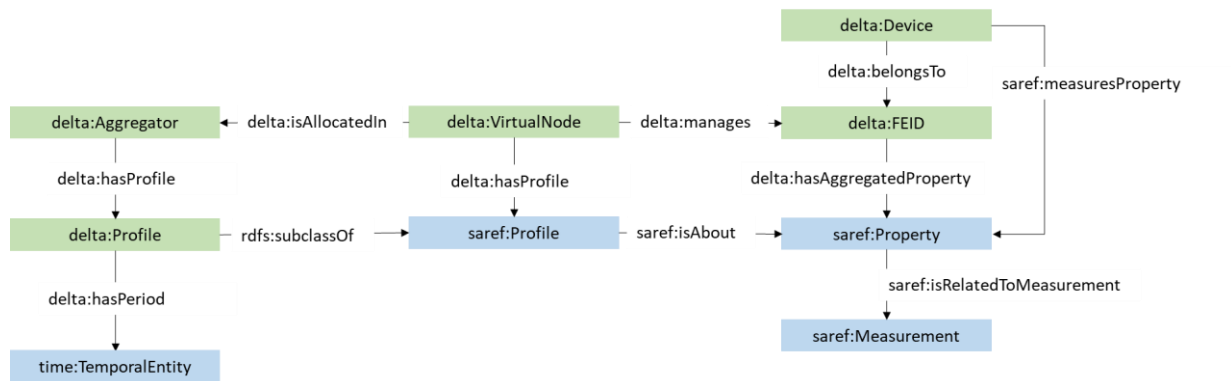 delta:Device
delta:belongsTo
saref:measuresProperty
delta:Aggregator
delta:isAllocatedIn
delta:VirtualNode
delta:manages
delta:FEID
delta:hasProfile
delta:hasProfile
delta:hasAggregatedProperty
delta:Profile
rdfs:subclassOf
saref:Profile
saref:isAbout
saref:Property
delta:hasPeriod
saref:isRelatedToMeasurement
saref:Measurement
time:TemporalEntity